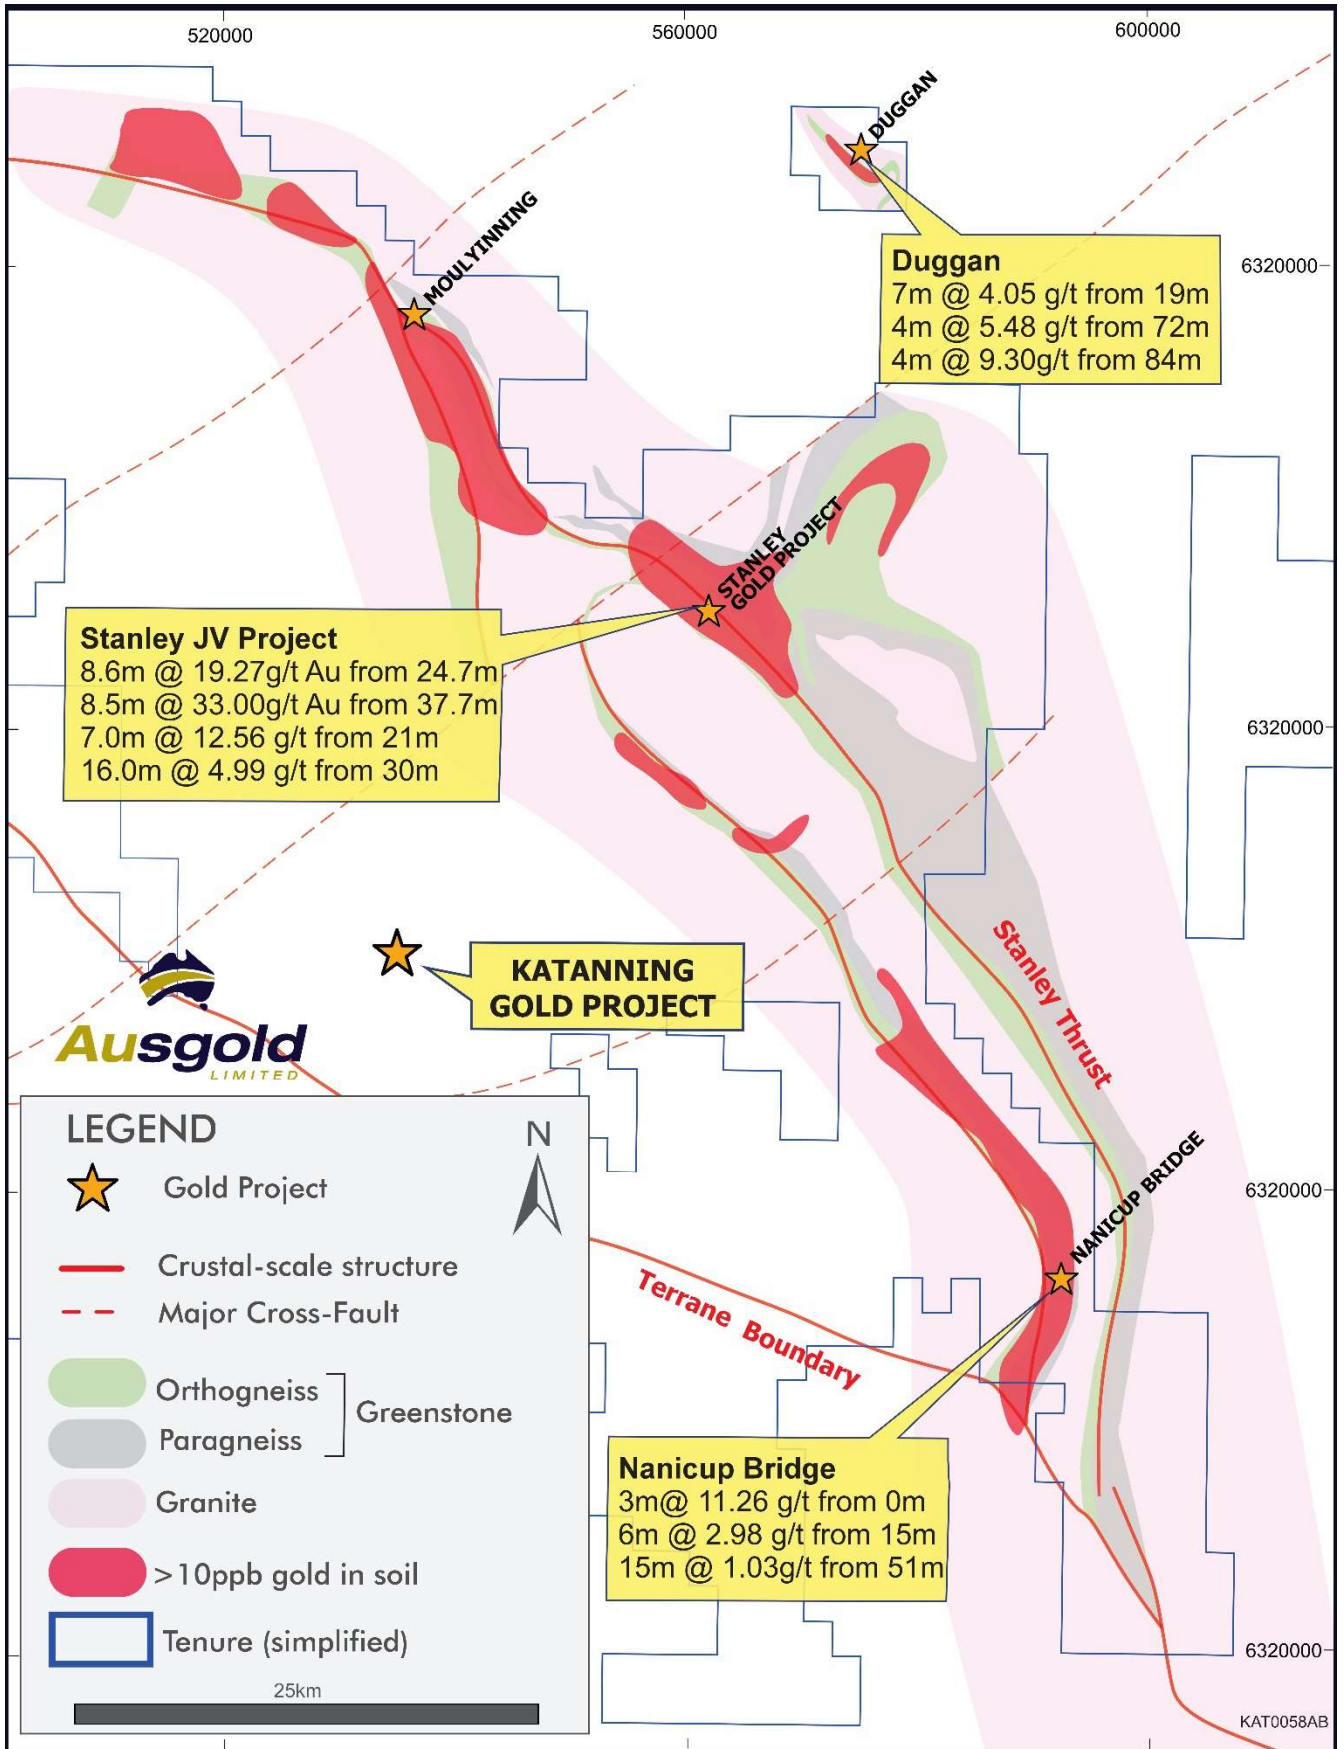 520000
560000
600000
DUGGAN
MOULYINNING
6320000
Duggan
7m @ 4.05 g/t from 19m
4m @ 5.48 g/t from 72m
4m @ 9.30g/t from 84m
STANLEY
GOLD PROJECT
Stanley JV Project
8.6m @ 19.27g/t Au from 24.7m
8.5m @ 33.00g/t Au from 37.7m
7.0m @ 12.56 g/t from 21m
16.0m @ 4.99 g/t from 30m
6320000
Stanley Thrust
KATANNING
GOLD PROJECT
Ausgold
LIMITED
NANICUP BRIDGE
6320000
Terrane Boundary
Nanicup Bridge
3m@ 11.26 g/t from 0m
6m @ 2.98 g/t from 15m
15m @ 1.03g/t from 51m
6320000
LEGEND
N
Gold Project
Crustal-scale structure
Major Cross-Fault
Orthogneiss
Greenstone
Paragneiss
Granite
>10ppb gold in soil
Tenure (simplified)
25km
KAT0058AB